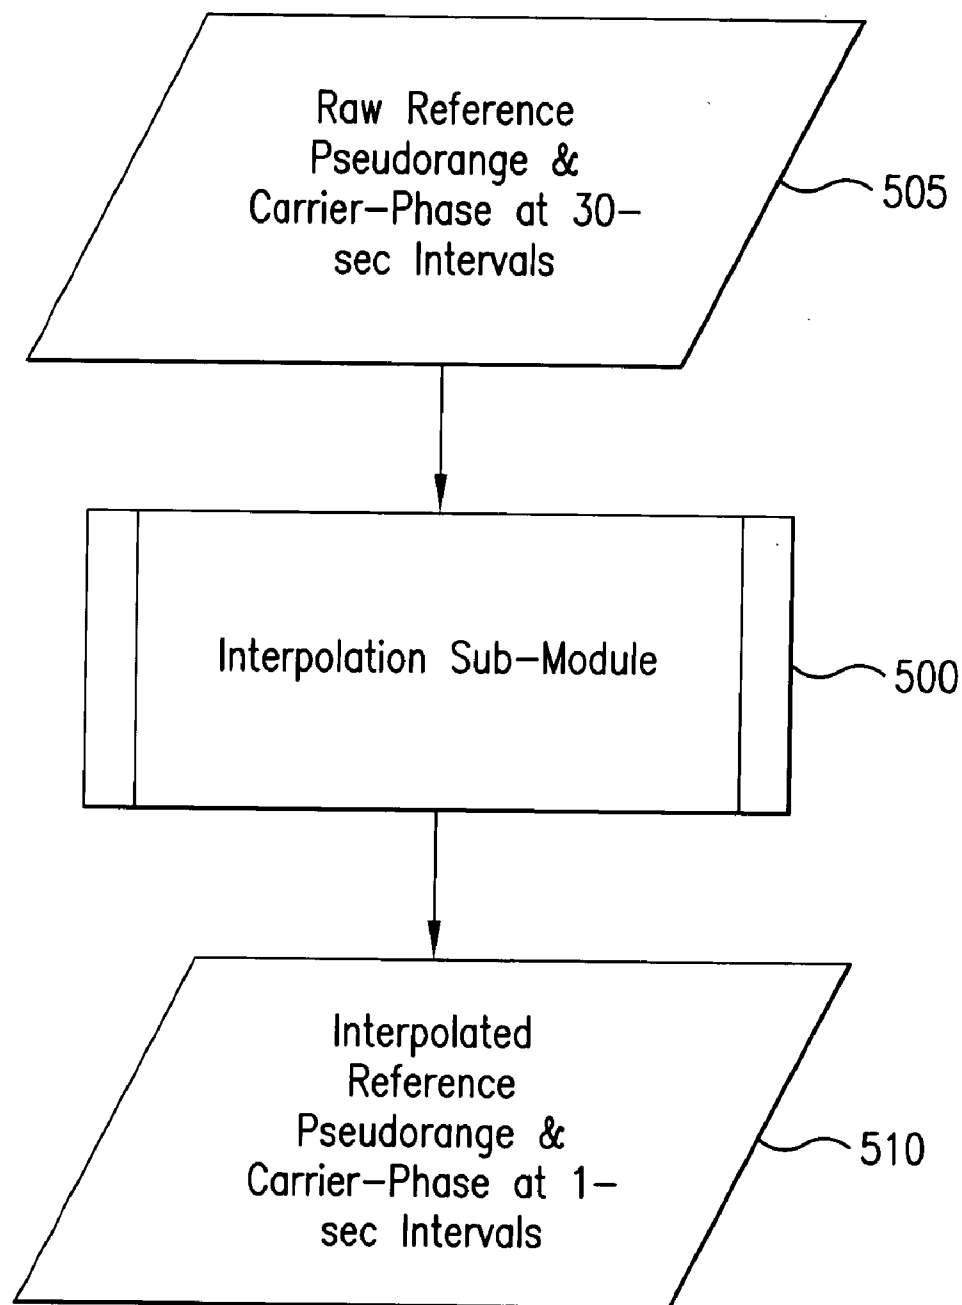 Raw Reference
Pseudorange &
Carrier-Phase at 30-
sec Intervals
505
Interpolation Sub-Module
500
Interpolated
Reference
Pseudorange &
Carrier-Phase at 1-
sec Intervals
510